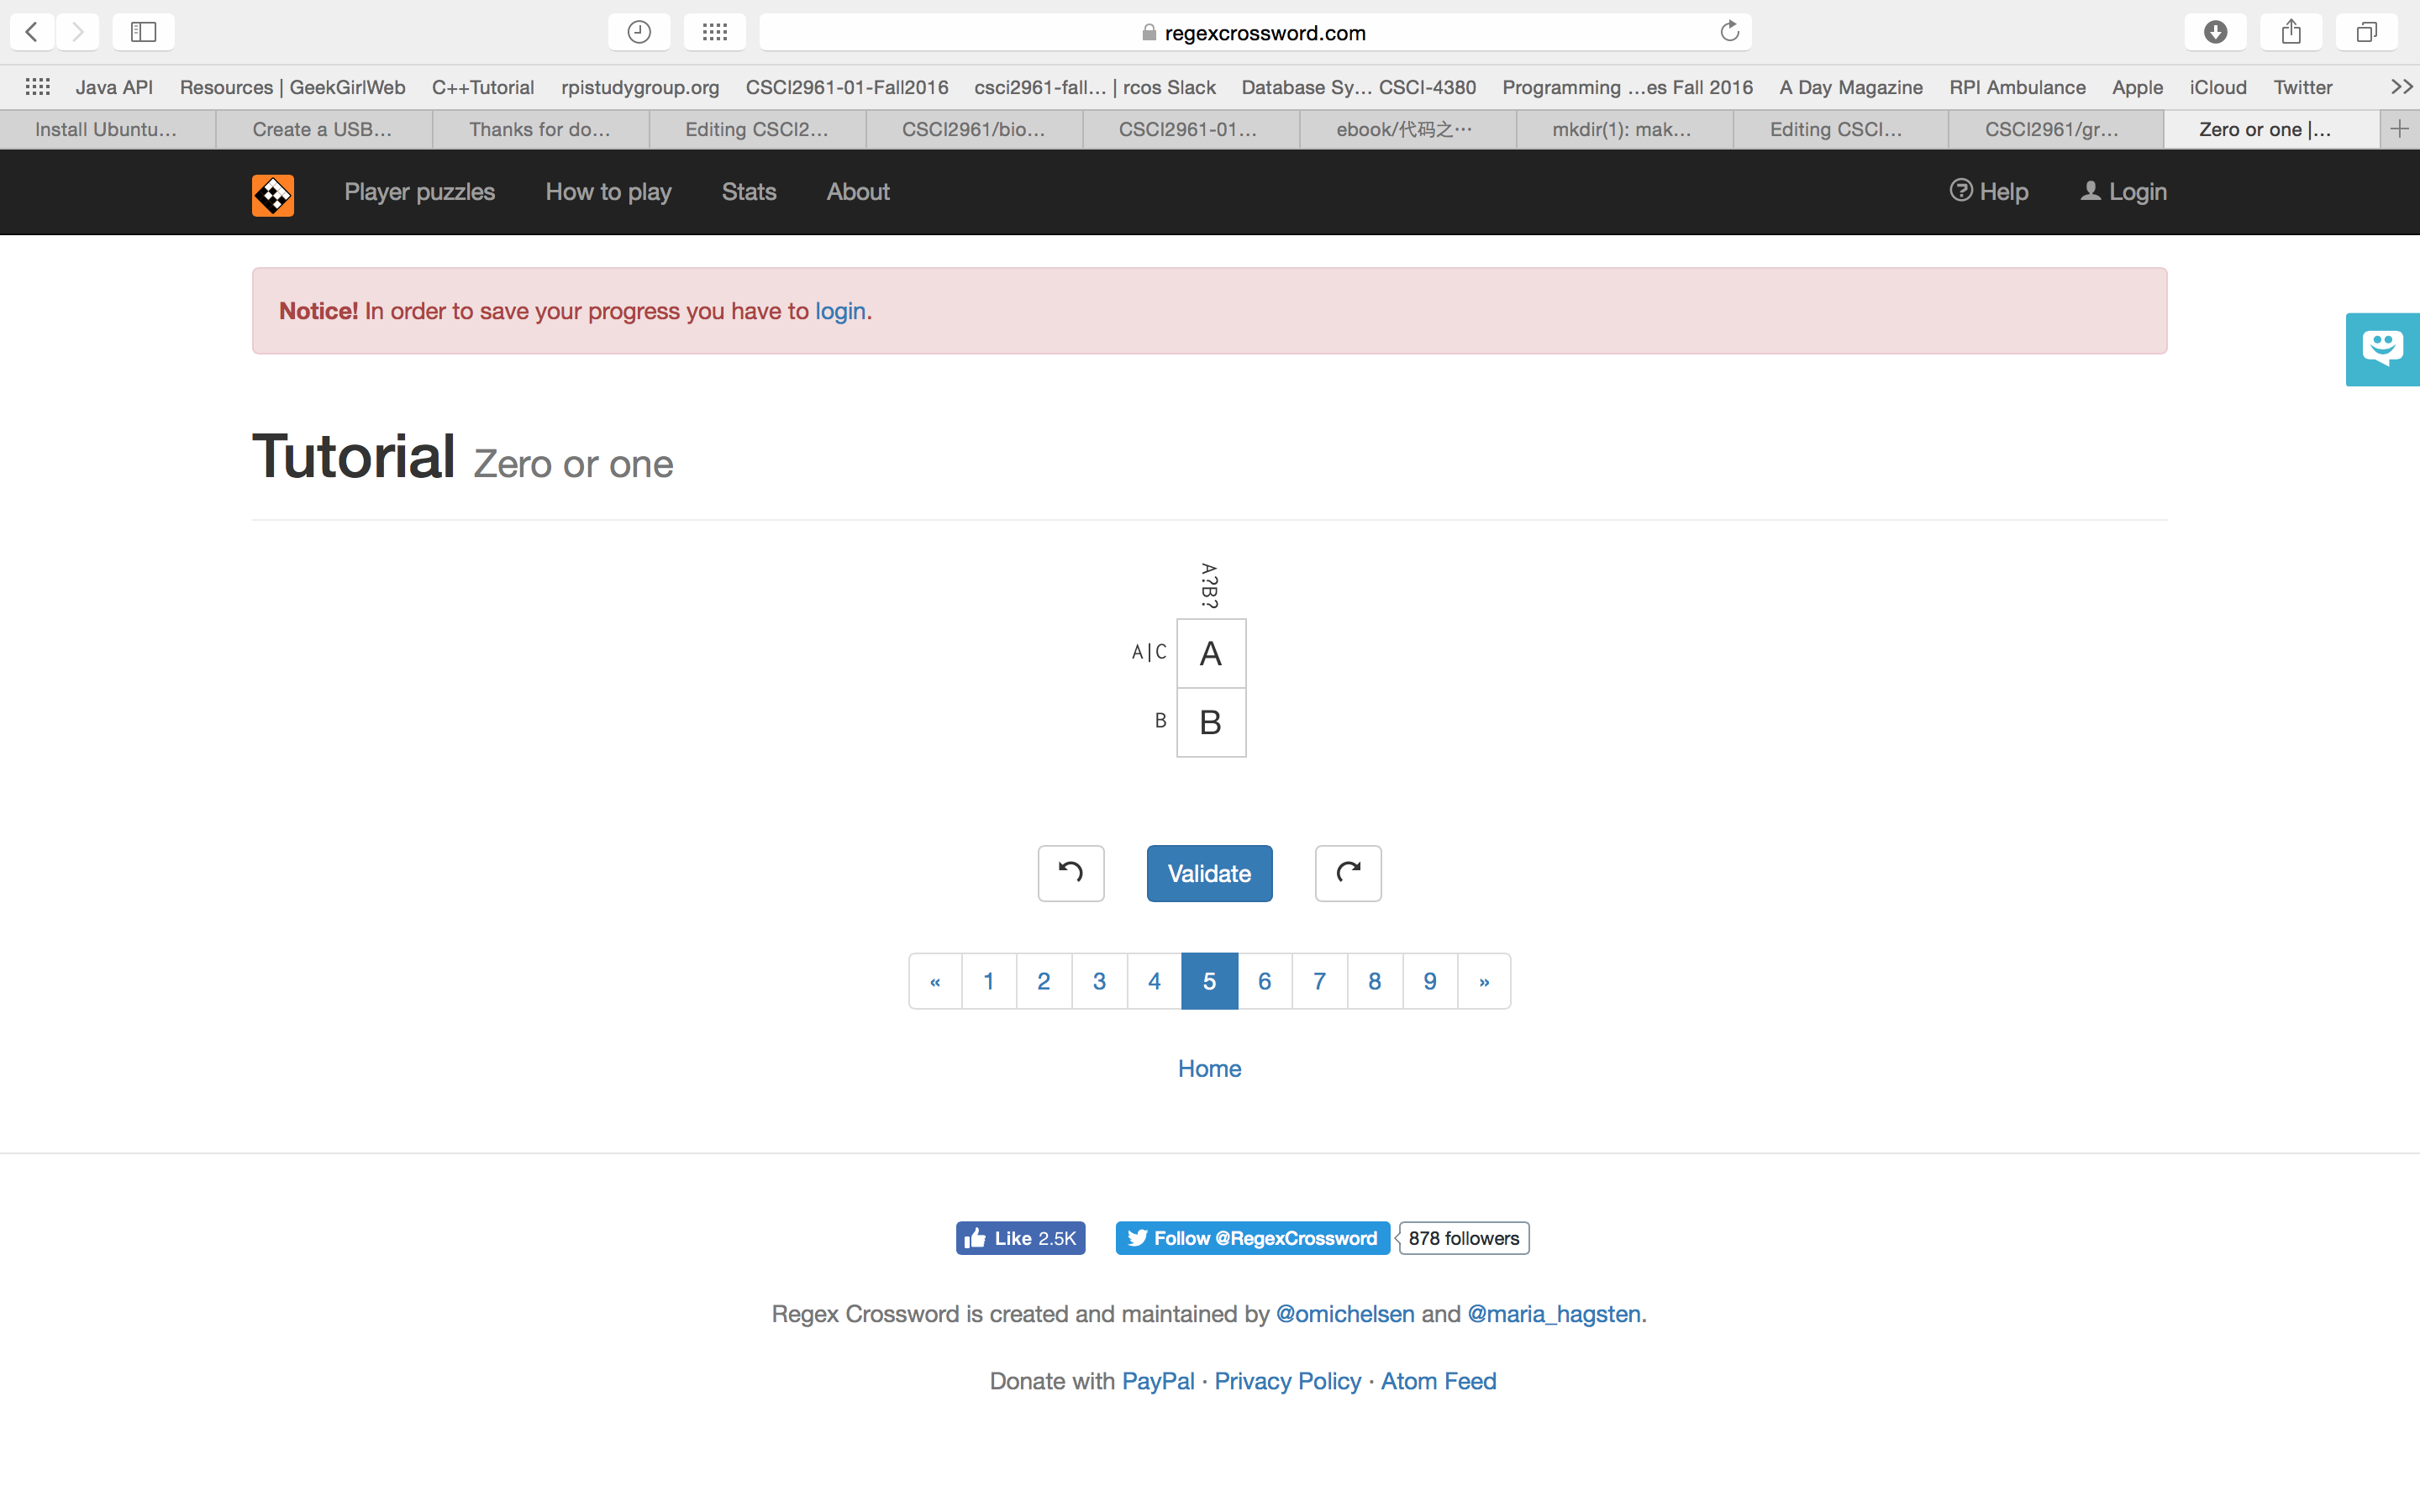 regexcrossword.com
Java API Resources | GeekGirlWeb C++Tutorial rpistudygroup.org CSCI2961-01-Fall2016 csci2961-fall... | rcos Slack Database Sy... CSCI-4380 Programming ...es Fall 2016 A Day Magazine RPI Ambulance Apple iCloud Twitter >>
Install Ubuntu... Create a USB... Thanks for do... Editing CSCI2... CSCI2961/bio... CSCI2961-01... ebook/代码之… mkdir(1): mak... Editing CSCI... CSCI2961/gr... Zero or one |... +
Player puzzles How to play Stats About Help Login
Notice! In order to save your progress you have to login.
Tutorial Zero or one
A?B?
A|C A
B B
Validate
« 1 2 3 4 5 6 7 8 9 »
Home
Like 2.5K Follow @RegexCrossword 878 followers
Regex Crossword is created and maintained by @omichelsen and @maria_hagsten.
Donate with PayPal · Privacy Policy · Atom Feed